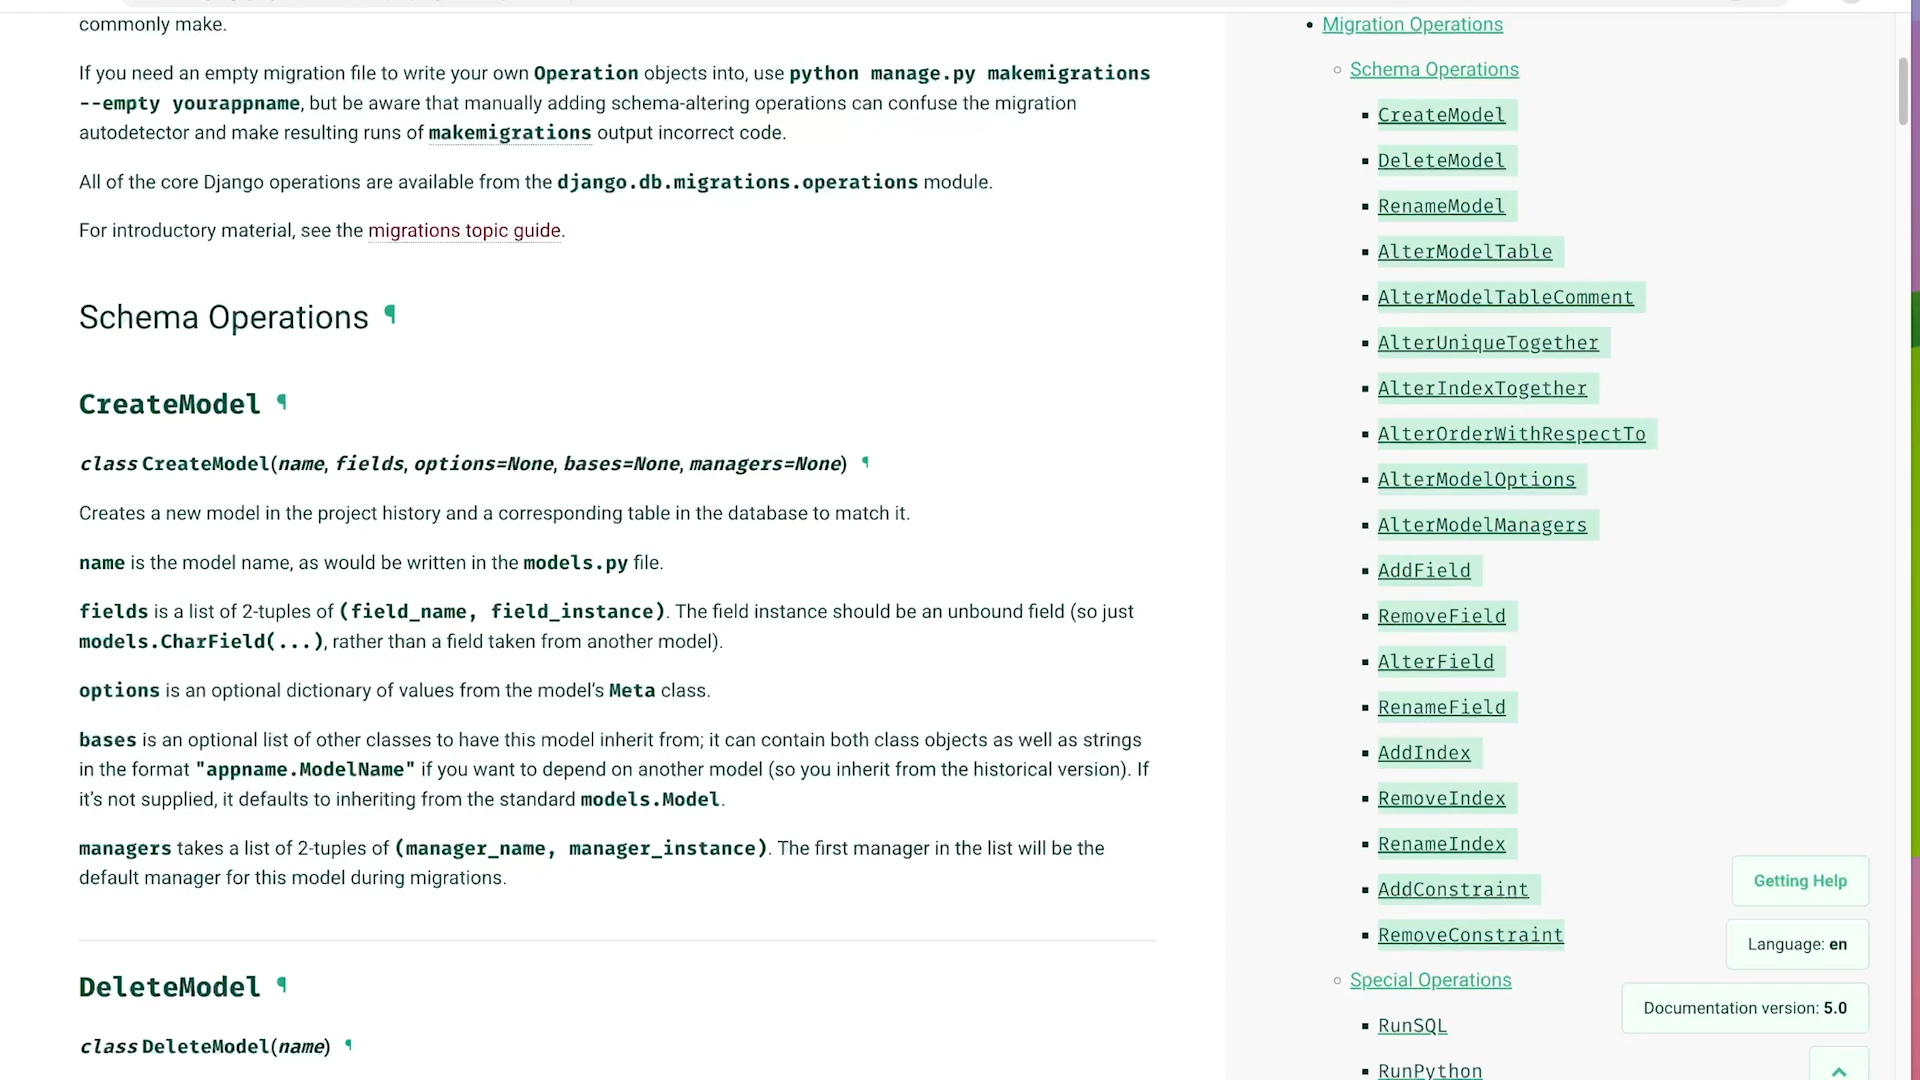 commonly make.
If you need an empty migration file to write your own Operation objects into, use python manage.py makemigrations
--empty yourappname, but be aware that manually adding schema-altering operations can confuse the migration
autodetector and make resulting runs of makemigrations output incorrect code.
All of the core Django operations are available from the django.db.migrations.operations module.
For introductory material, see the migrations topic guide.
Schema Operations ¶
CreateModel ¶
class CreateModel(name, fields, options=None, bases=None, managers=None) ¶
Creates a new model in the project history and a corresponding table in the database to match it.
name is the model name, as would be written in the models.py file.
fields is a list of 2-tuples of (field_name, field_instance). The field instance should be an unbound field (so just
models.CharField(...), rather than a field taken from another model).
options is an optional dictionary of values from the model’s Meta class.
bases is an optional list of other classes to have this model inherit from; it can contain both class objects as well as strings
in the format "appname.ModelName" if you want to depend on another model (so you inherit from the historical version). If
it’s not supplied, it defaults to inheriting from the standard models.Model.
managers takes a list of 2-tuples of (manager_name, manager_instance). The first manager in the list will be the
default manager for this model during migrations.
DeleteModel ¶
class DeleteModel(name) ¶
Migration Operations
Schema Operations
CreateModel
DeleteModel
RenameModel
AlterModelTable
AlterModelTableComment
AlterUniqueTogether
AlterIndexTogether
AlterOrderWithRespectTo
AlterModelOptions
AlterModelManagers
AddField
RemoveField
AlterField
RenameField
AddIndex
RemoveIndex
RenameIndex
AddConstraint
RemoveConstraint
Special Operations
RunSQL
RunPython
Getting Help
Language: en
Documentation version: 5.0